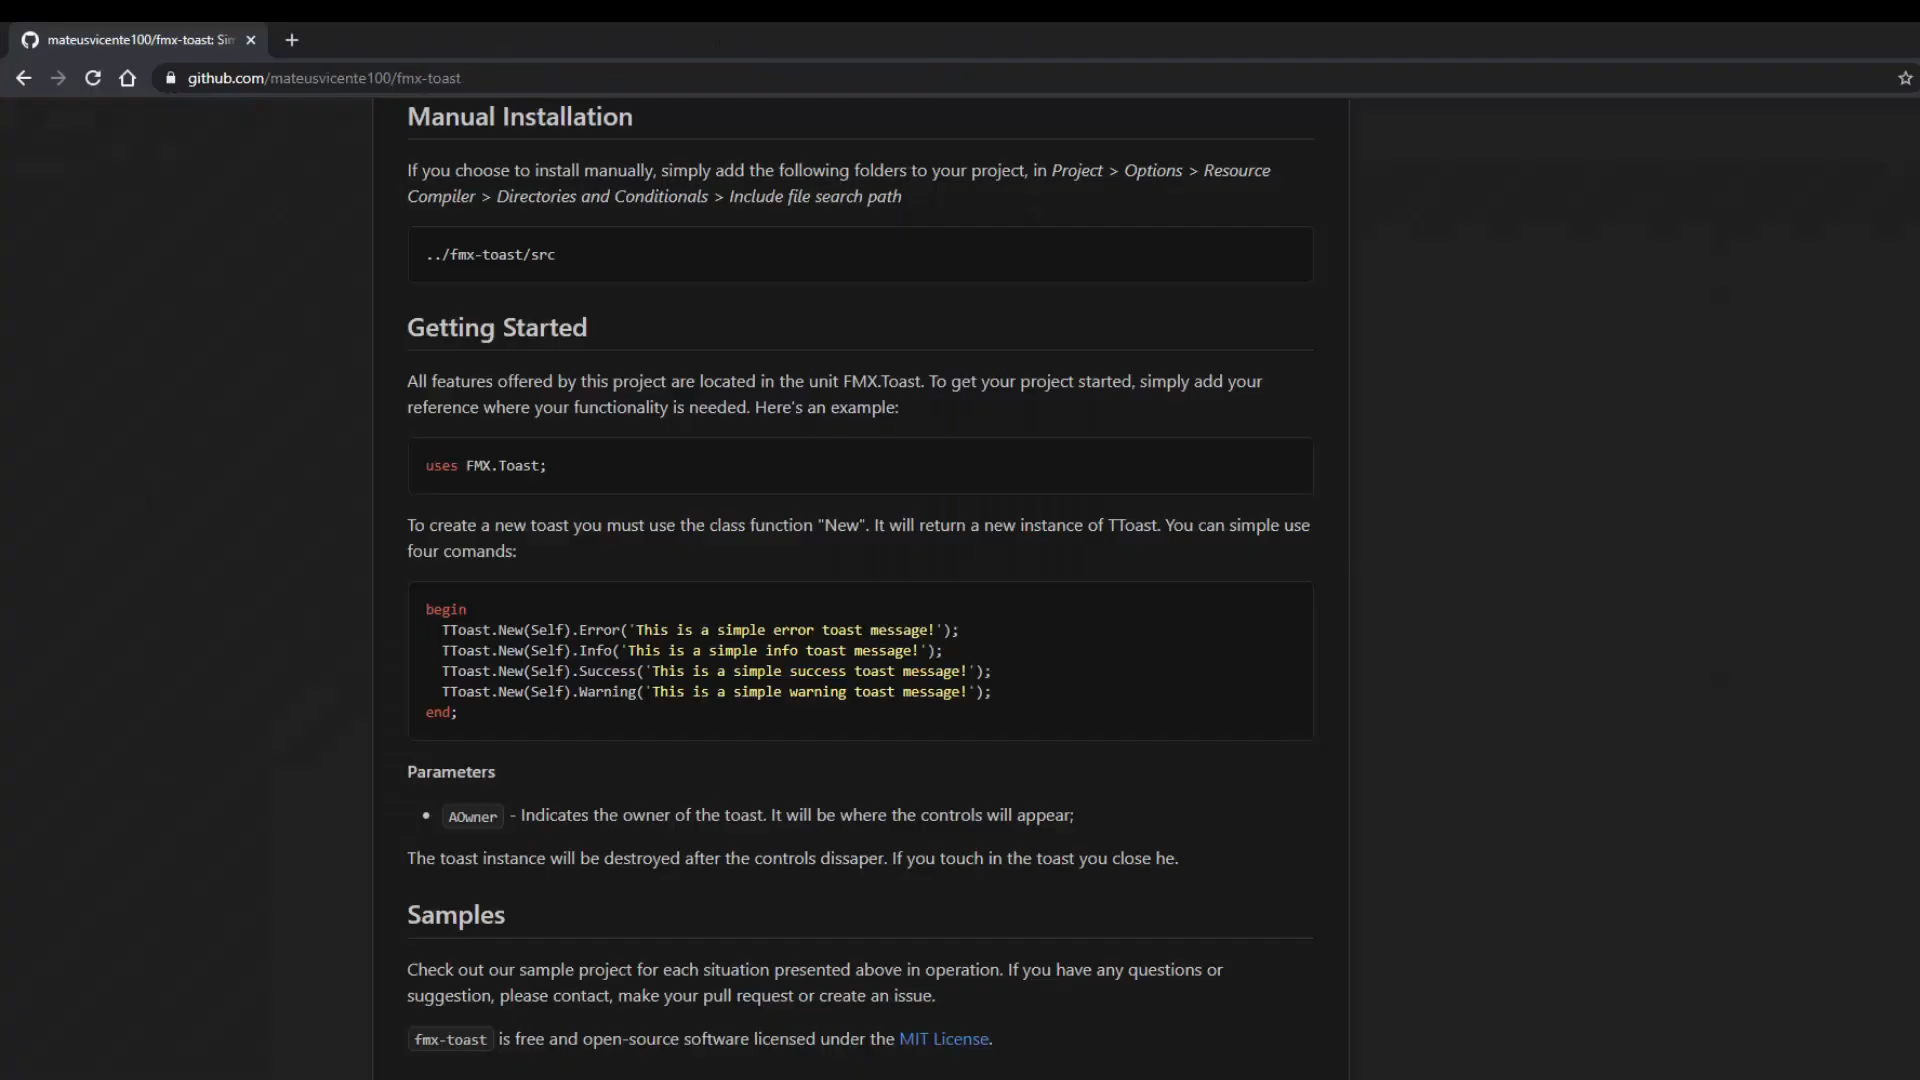 mateusvicente100/fmx-toast: Sim
github.com/mateusvicente100/fmx-toast
Manual Installation
If you choose to install manually, simply add the following folders to your project, in Project > Options > Resource
Compiler > Directories and Conditionals > Include file search path
../fmx-toast/src
Getting Started
All features offered by this project are located in the unit FMX.Toast. To get your project started, simply add your
reference where your functionality is needed. Here's an example:
uses FMX.Toast;
To create a new toast you must use the class function "New". It will return a new instance of TToast. You can simple use
four comands:
begin
TToast.New(Self).Error('This is a simple error toast message!');
TToast.New(Self).Info('This is a simple info toast message!');
TToast.New(Self).Success('This is a simple success toast message!');
TToast.New(Self).Warning('This is a simple warning toast message!');
end;
Parameters
• AOwner - Indicates the owner of the toast. It will be where the controls will appear;
The toast instance will be destroyed after the controls dissaper. If you touch in the toast you close he.
Samples
Check out our sample project for each situation presented above in operation. If you have any questions or
suggestion, please contact, make your pull request or create an issue.
fmx-toast is free and open-source software licensed under the MIT License.